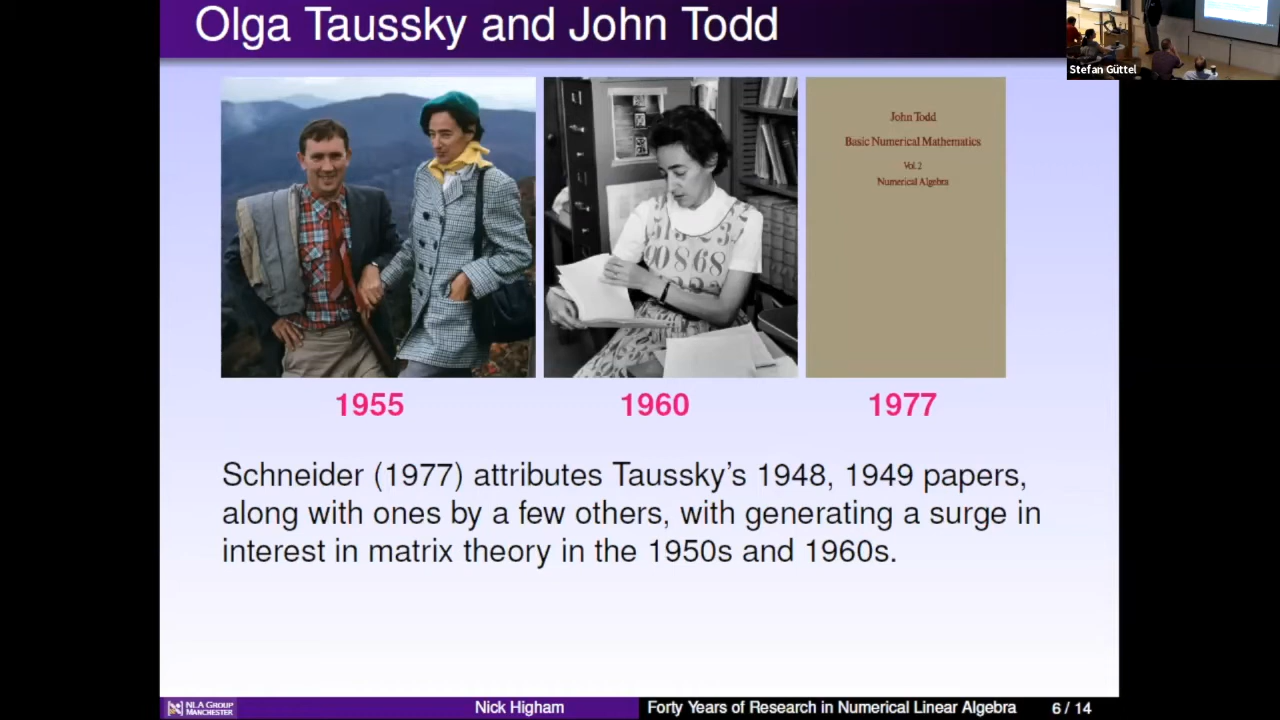 Olga Taussky and John Todd
Stefan Güttel
John Todd
Basic Numerical Mathematics
Vol. 2
Numerical Algebra
1955
1960
1977
Schneider (1977) attributes Taussky's 1948, 1949 papers,
along with ones by a few others, with generating a surge in
interest in matrix theory in the 1950s and 1960s.
NLA GROUP
MANCHESTER
Nick Higham
Forty Years of Research in Numerical Linear Algebra
6 / 14